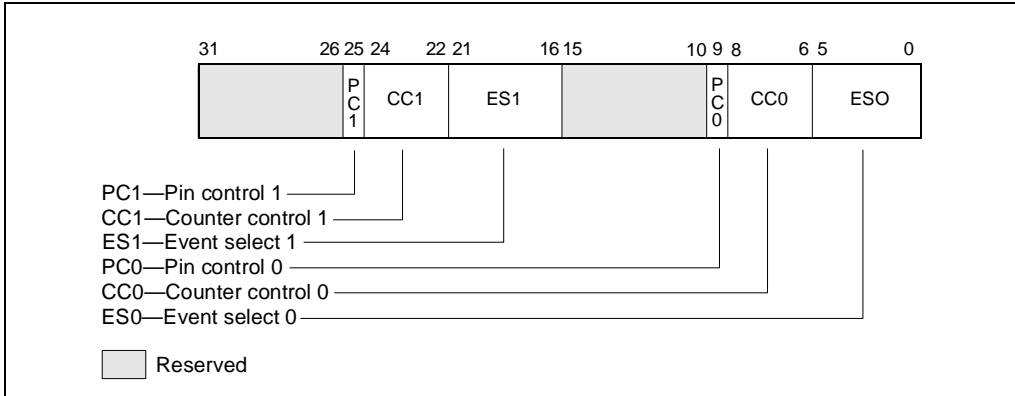 31 26 25 24 22 21 16 15 10 9 8 6 5 0
PC1 CC1 ES1 PC0 CC0 ESO
PC1—Pin control 1
CC1—Counter control 1
ES1—Event select 1
PC0—Pin control 0
CC0—Counter control 0
ES0—Event select 0
Reserved